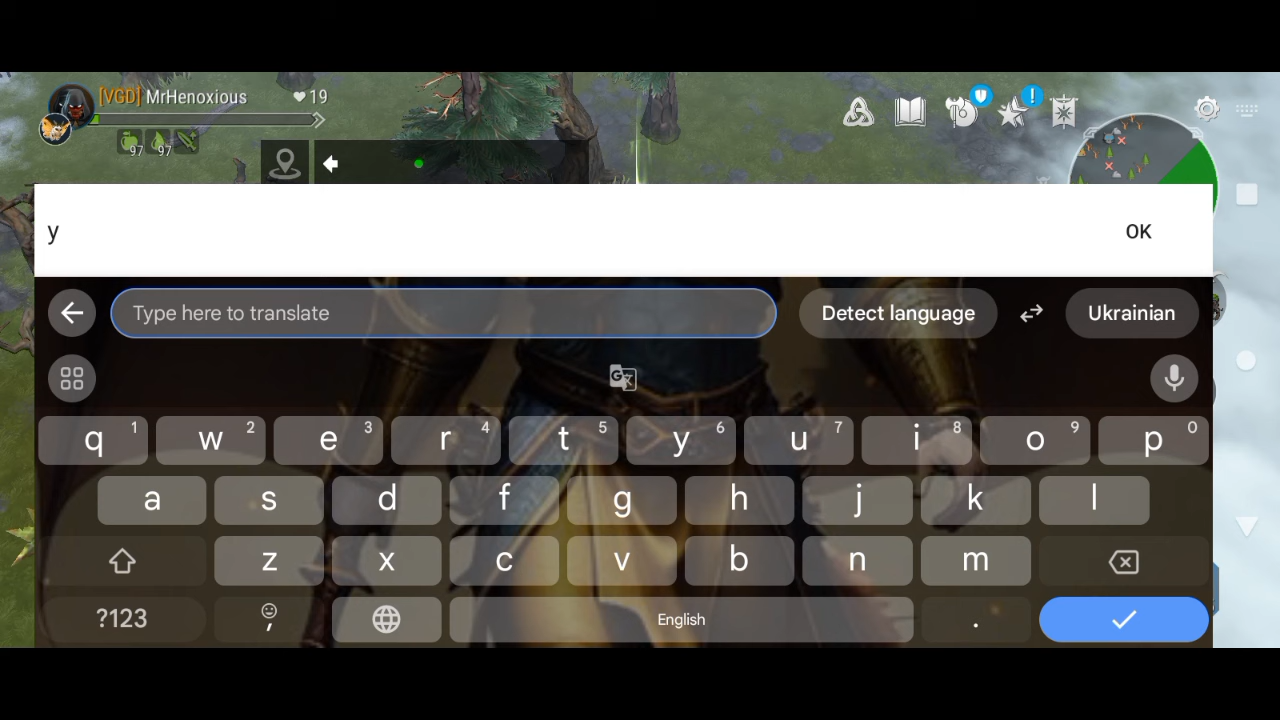 [VGD] MrHenoxious
19
97
97
y
OK
Type here to translate
Detect language
Ukrainian
q 1 w 2 e 3 r 4 t 5 y 6 u 7 i 8 o 9 p 0
a s d f g h j k l
z x c v b n m
?123 , English .